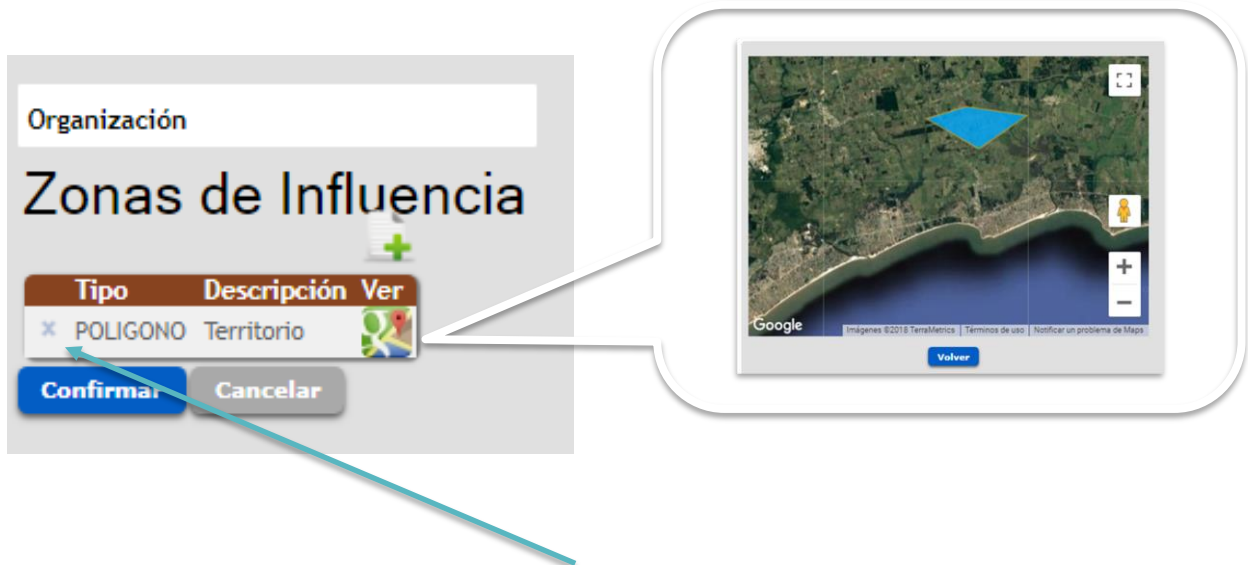 Organización
Zonas de Influencia
Tipo Descripción Ver
POLIGONO Territorio
Confirmar Cancelar
Google
Imágenes ©2018 TerraMetrics Términos de uso Notificar un problema de Maps
Volver